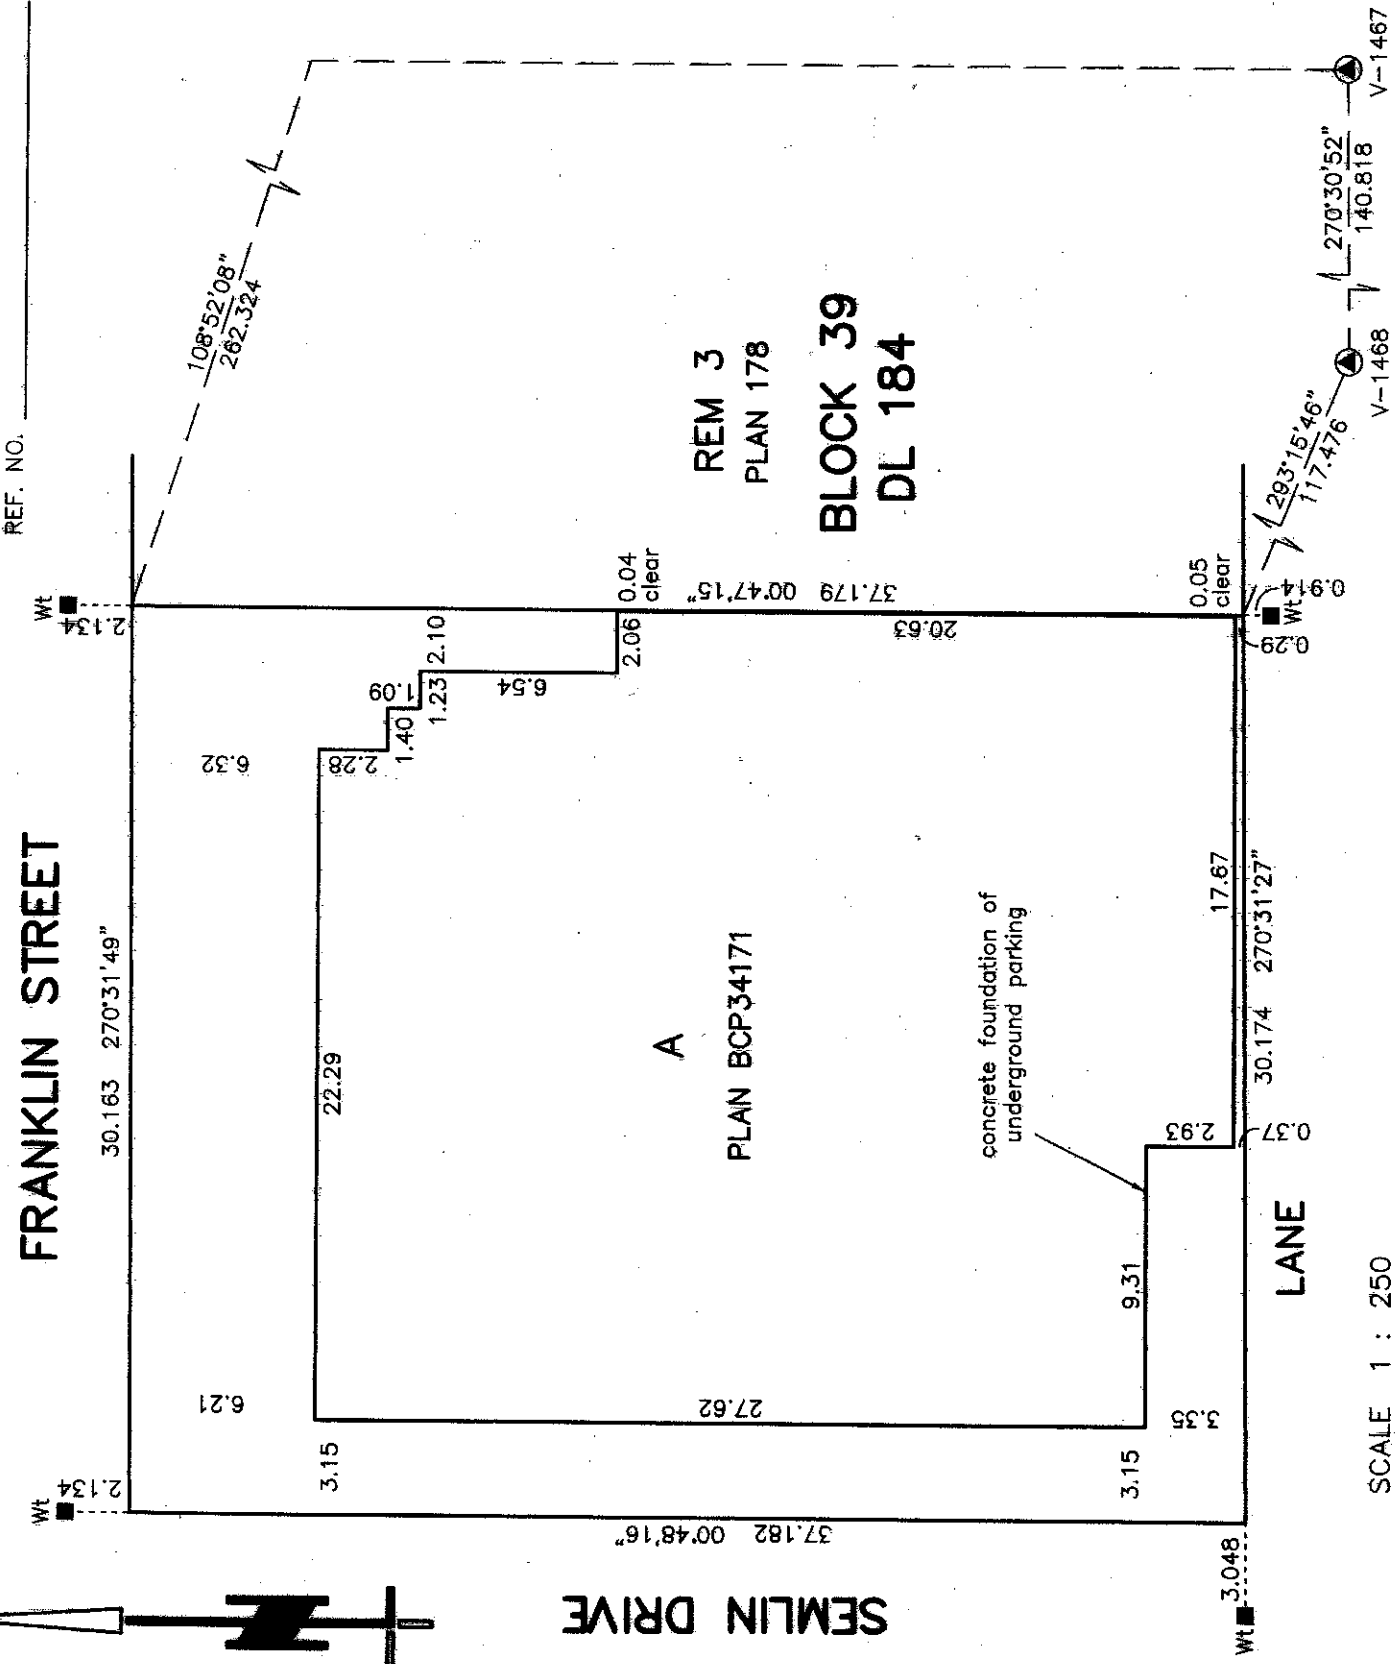 REF. NO.
FRANKLIN STREET
30.163 270°31'49"
Wt
2.134
Wt
2.134
108°52'08"
262.324
6.21
6.32
3.15
22.29
2.28
1.40
1.09
1.23
2.10
6.54
2.06
0.04
clear
REM 3
PLAN 178
BLOCK 39
DL 184
SEMLIN DRIVE
37.182 00°48'16"
27.62
A
PLAN BCP34171
20.63
37.179 00°47'15"
concrete foundation of
underground parking
3.15
9.31
3.35
2.93
17.67
0.05
clear
0.37
0.29
0.914
Wt
Wt
3.048
30.174 270°31'27"
LANE
293°15'46"
117.476
270°30'52"
140.818
V-1468
V-1467
SCALE 1 : 250